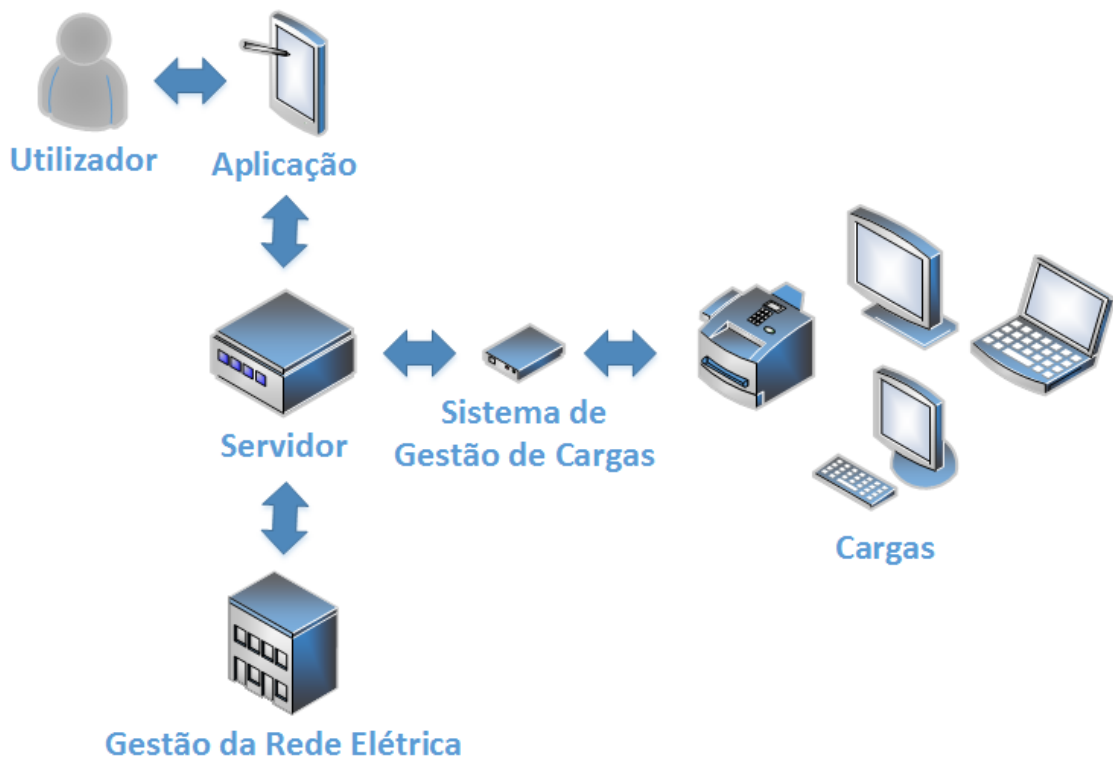 Utilizador
Aplicação
Servidor
Sistema de
Gestão de Cargas
Cargas
Gestão da Rede Elétrica